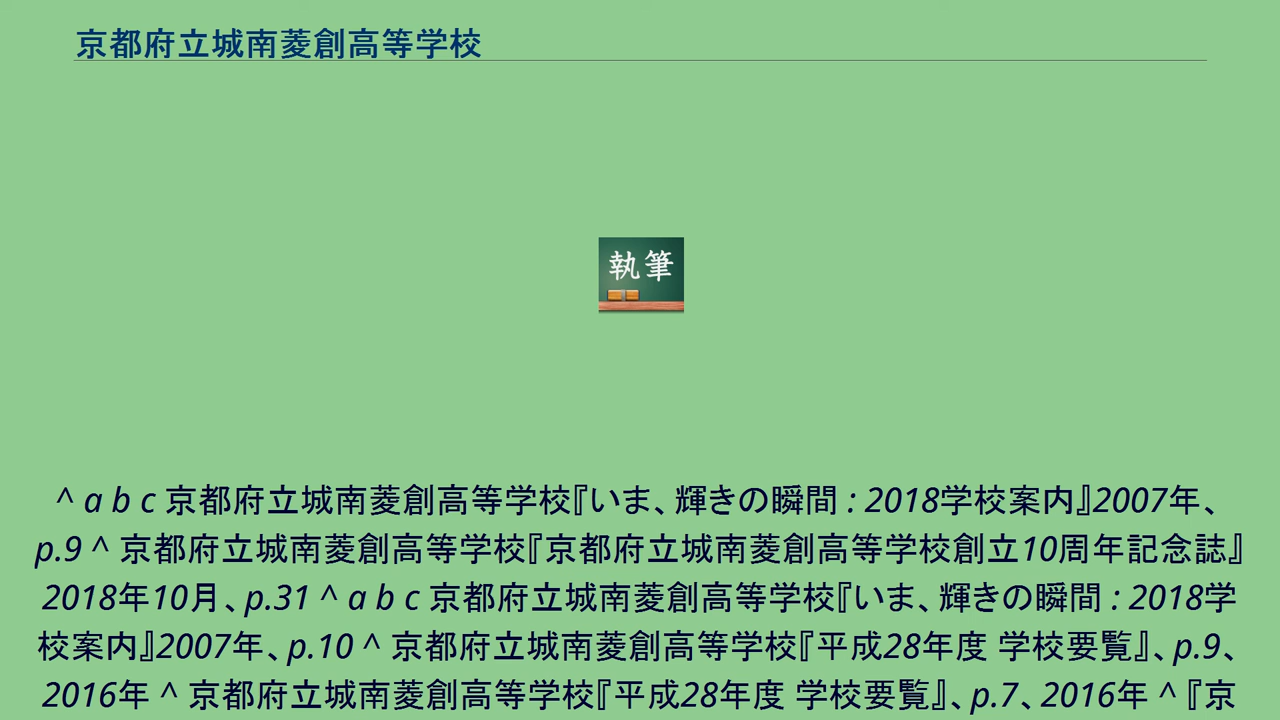 京都府立城南菱創高等学校
執筆
^ a b c 京都府立城南菱創高等学校『いま、輝きの瞬間 : 2018学校案内』2007年、
p.9 ^ 京都府立城南菱創高等学校『京都府立城南菱創高等学校創立10周年記念誌』
2018年10月、p.31 ^ a b c 京都府立城南菱創高等学校『いま、輝きの瞬間 : 2018学
校案内』2007年、p.10 ^ 京都府立城南菱創高等学校『平成28年度 学校要覧』、p.9、
2016年 ^ 京都府立城南菱創高等学校『平成28年度 学校要覧』、p.7、2016年 ^ 『京